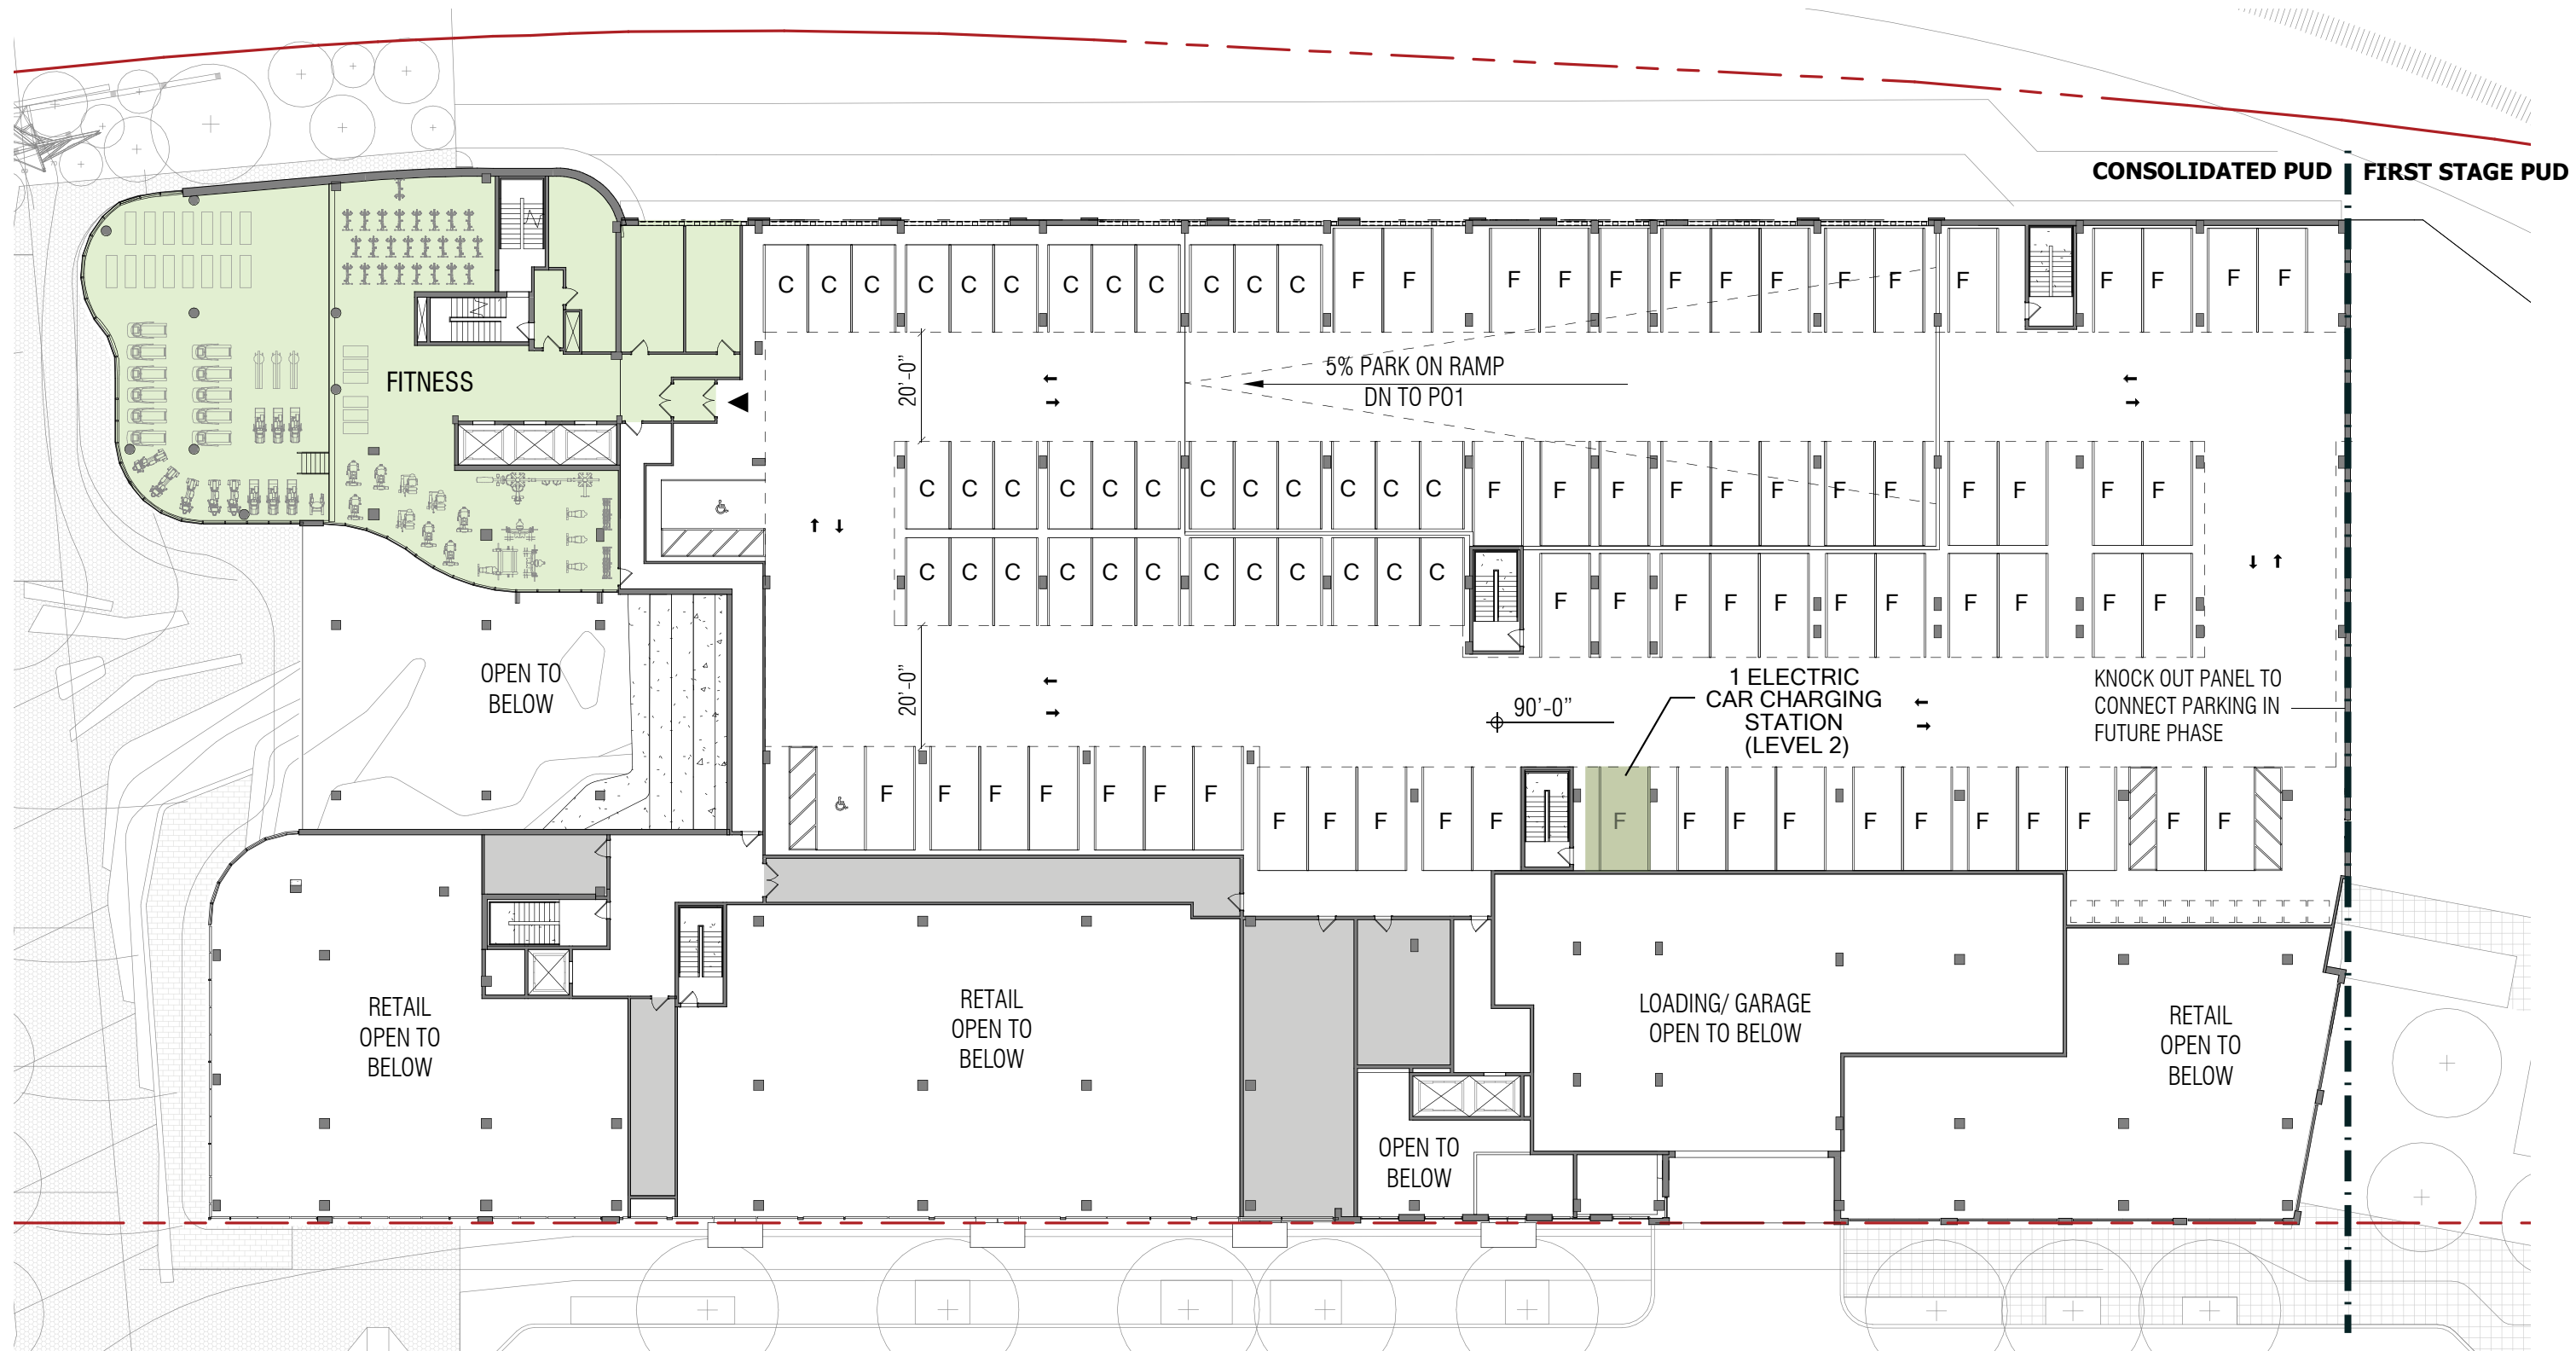 CONSOLIDATED PUD FIRST STAGE PUD
C C C C C C C C C C C C F F F F F F F F F F F F F F F
FITNESS
20'-0"
5% PARK ON RAMP
DN TO P01
C C C C C C C C C C C C F F F F F F F F F F F F
C C C C C C C C C C C C F F F F F F F F F F F
OPEN TO
BELOW
20'-0"
90'-0"
1 ELECTRIC
CAR CHARGING
STATION
(LEVEL 2)
KNOCK OUT PANEL TO
CONNECT PARKING IN
FUTURE PHASE
F F F F F F F
F F F F F F F F F F F F F F F F
RETAIL
OPEN TO
BELOW
RETAIL
OPEN TO
BELOW
LOADING/ GARAGE
OPEN TO BELOW
RETAIL
OPEN TO
BELOW
OPEN TO
BELOW